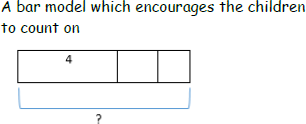 A bar model which encourages the children
to count on
4
?